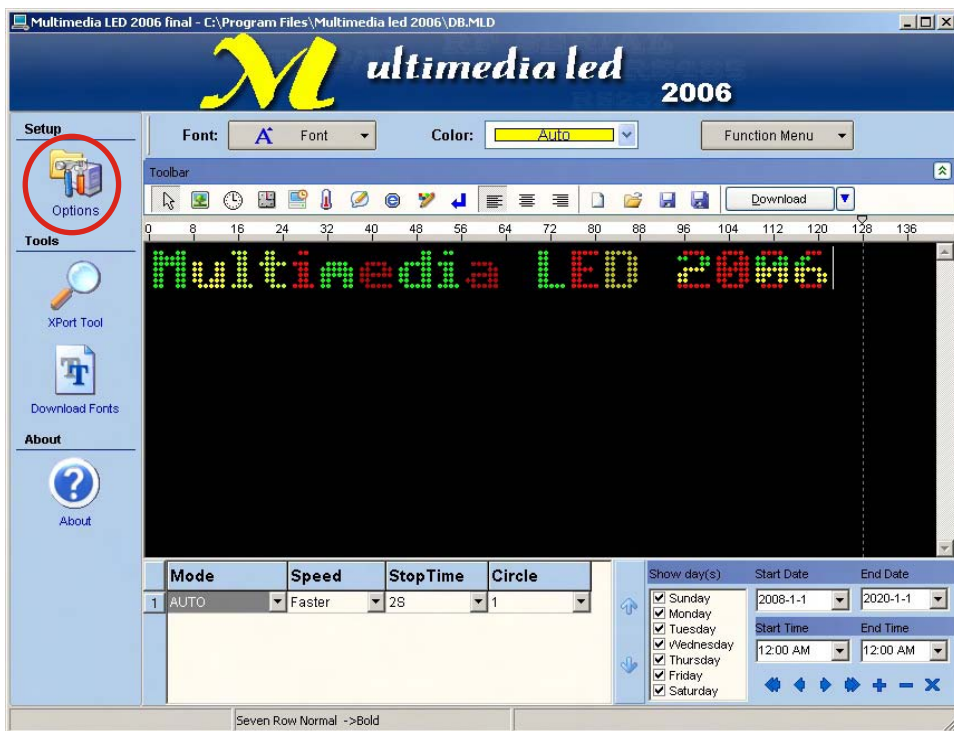 Multimedia LED 2006 final - C:\Program Files\Multimedia led 2006\DB.MLD
Multimedia led
2006
Setup
Options
Tools
XPort Tool
Download Fonts
About
About
Font: A Font Color: Auto Function Menu
Toolbar
Download
0 8 16 24 32 40 48 56 64 72 80 88 96 104 112 120 128 136
Multimedia LED 2006
Mode Speed StopTime Circle
1 AUTO Faster 2S 1
Show day(s)
Sunday
Monday
Tuesday
Wednesday
Thursday
Friday
Saturday
Start Date End Date
2008-1-1 2020-1-1
Start Time End Time
12:00 AM 12:00 AM
Seven Row Normal ->Bold